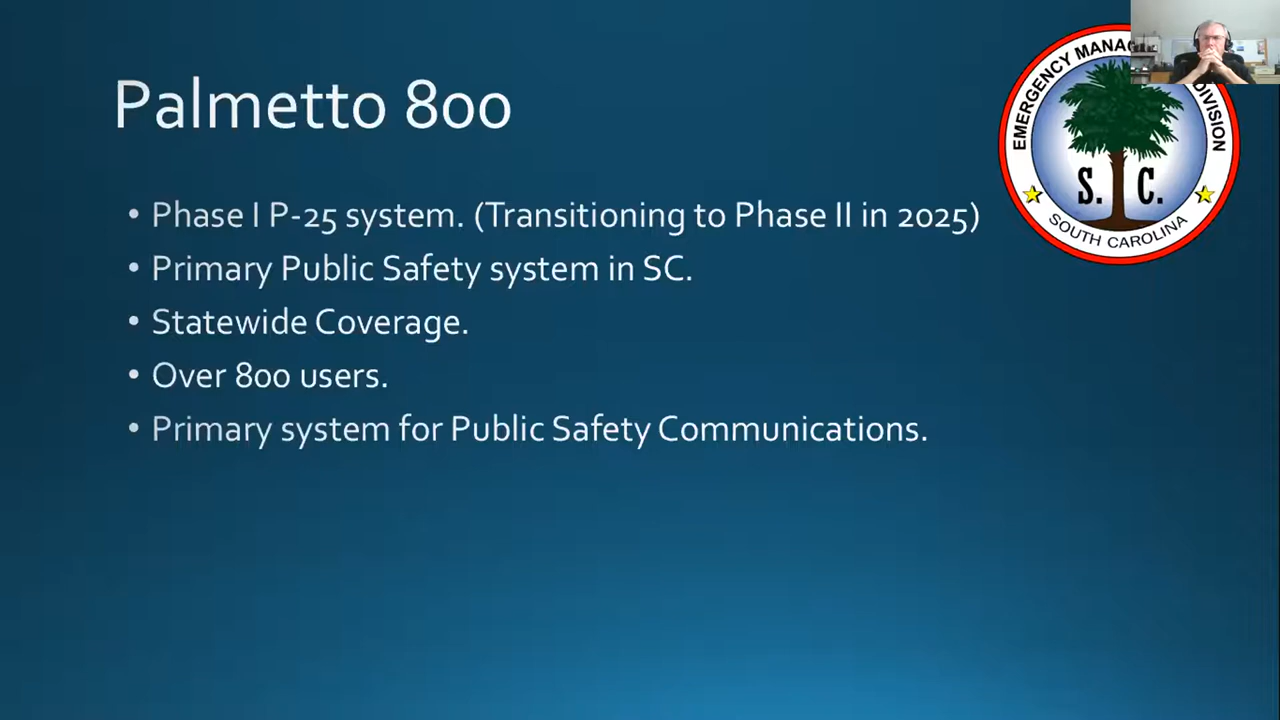 Palmetto 800
• Phase I P-25 system. (Transitioning to Phase II in 2025)
• Primary Public Safety system in SC.
• Statewide Coverage.
• Over 800 users.
• Primary system for Public Safety Communications.
EMERGENCY DIVISION
S. C.
SOUTH CAROLINA